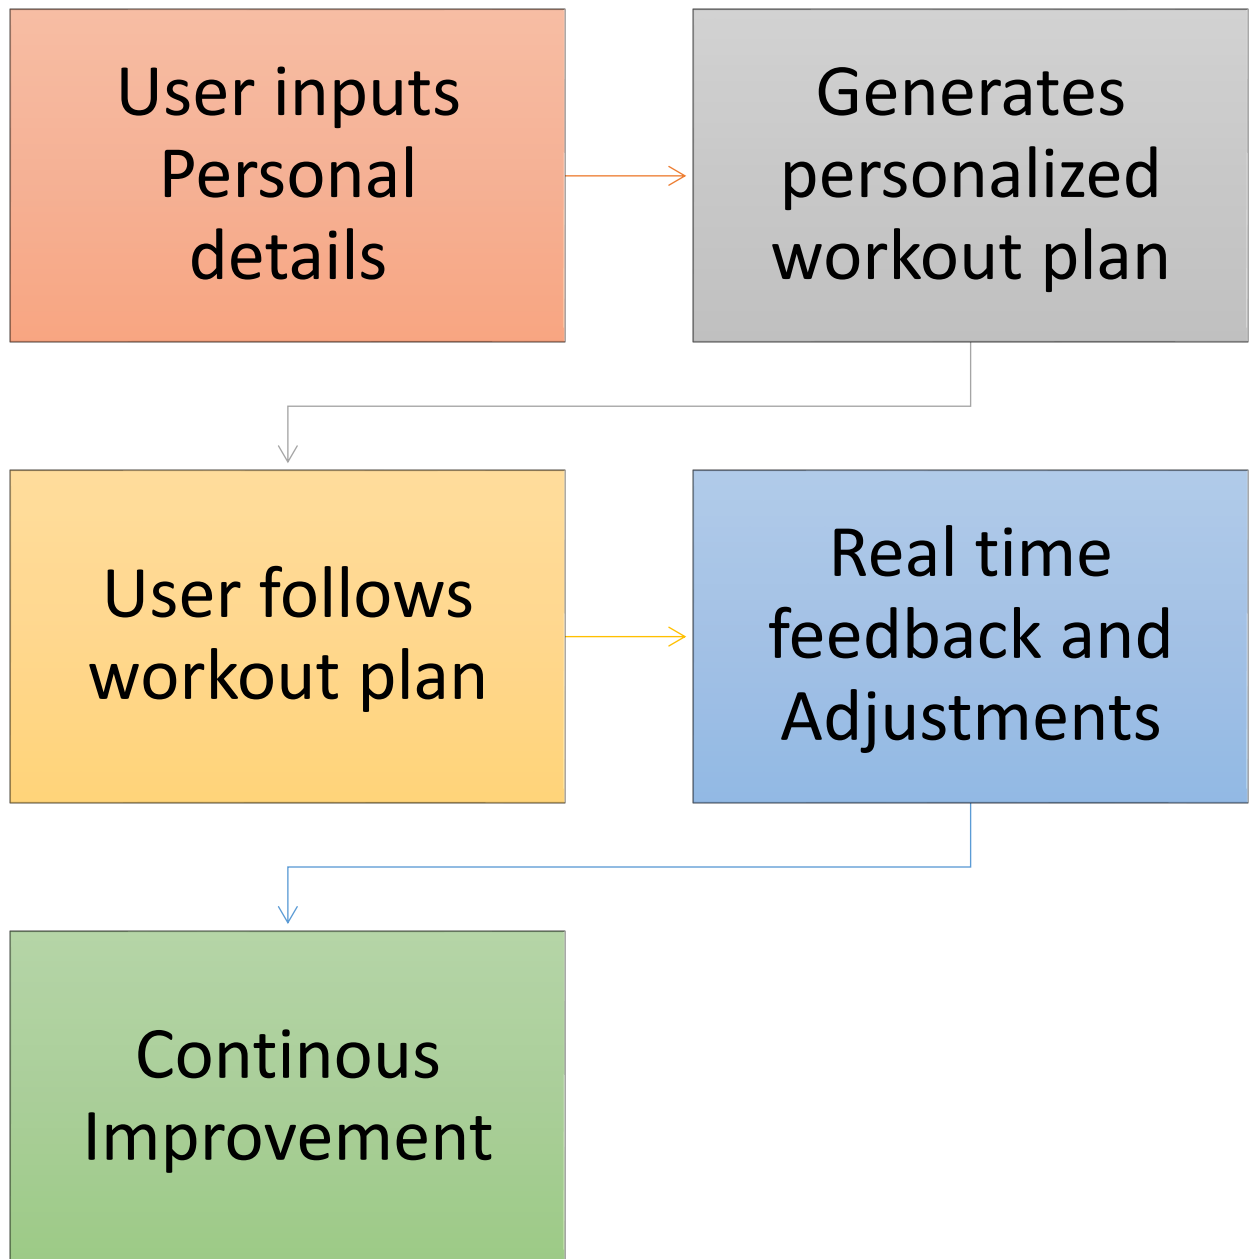 User inputs
Personal
details
Generates
personalized
workout plan
User follows
workout plan
Real time
feedback and
Adjustments
Continous
Improvement